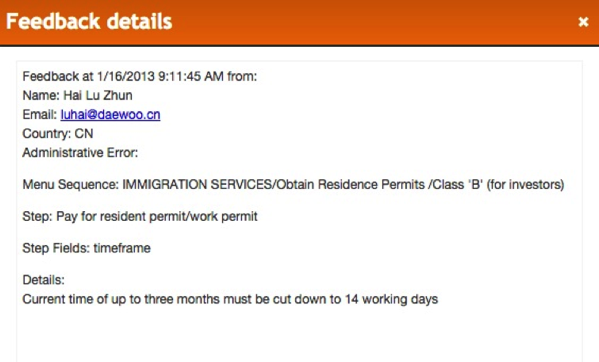 Feedback details
Feedback at 1/16/2013 9:11:45 AM from:
Name: Hai Lu Zhun
Email: luhai@daewoo.cn
Country: CN
Administrative Error:
Menu Sequence: IMMIGRATION SERVICES/Obtain Residence Permits /Class 'B' (for investors)
Step: Pay for resident permit/work permit
Step Fields: timeframe
Details:
Current time of up to three months must be cut down to 14 working days